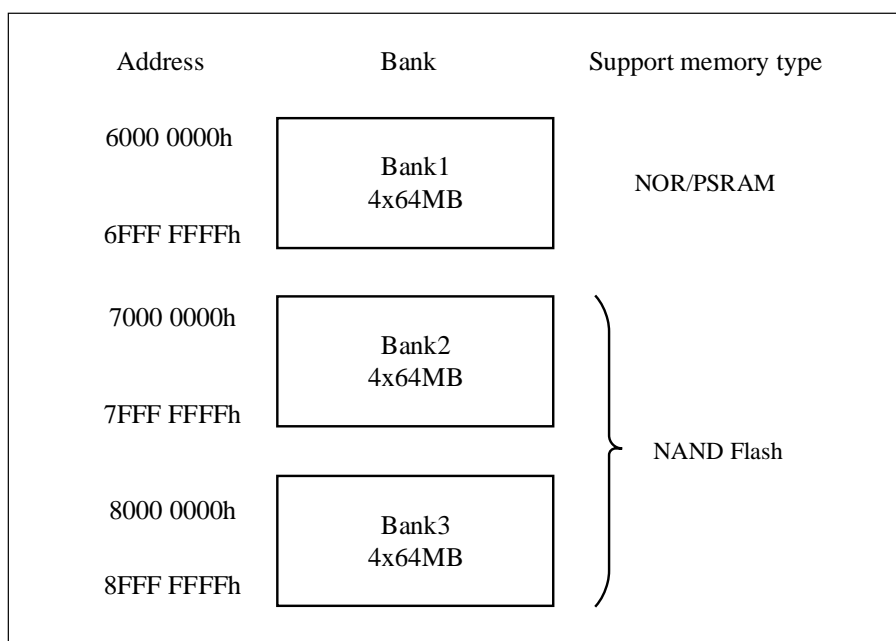 Address Bank Support memory type
6000 0000h
Bank1
4x64MB
NOR/PSRAM
6FFF FFFFh
7000 0000h
Bank2
4x64MB
7FFF FFFFh
NAND Flash
8000 0000h
Bank3
4x64MB
8FFF FFFFh